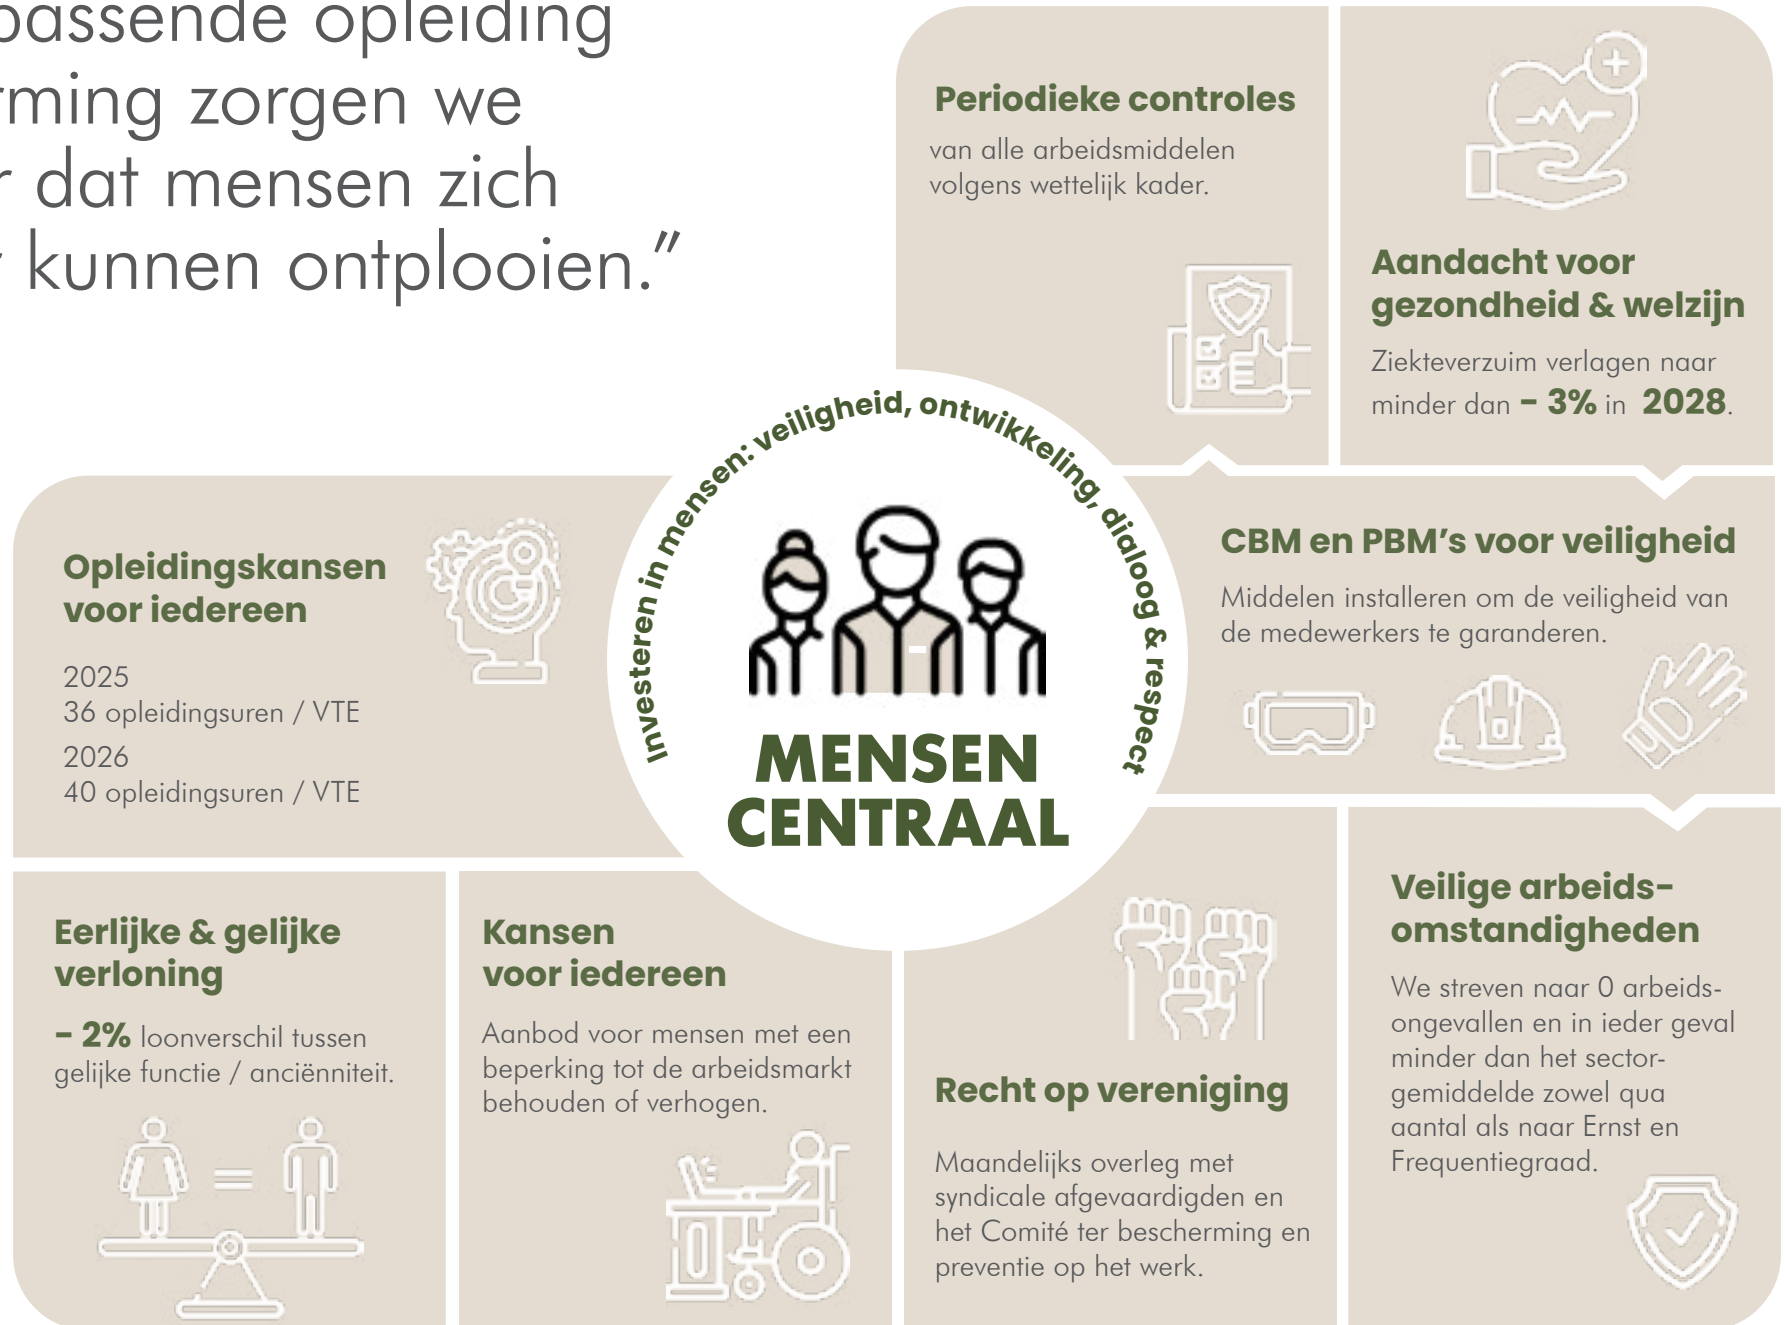 passende opleiding
rming zorgen we
r dat mensen zich
r kunnen ontplooien.”
Periodieke controles
van alle arbeidsmiddelen
volgens wettelijk kader.
Aandacht voor
gezondheid & welzijn
Ziekteverzuim verlagen naar
minder dan - 3% in 2028.
Investeren in mensen: veiligheid, ontwikkeling, dialoog & respect
MENSEN
CENTRAAL
Opleidingskansen
voor iedereen
2025
36 opleidingsuren / VTE
2026
40 opleidingsuren / VTE
CBM en PBM’s voor veiligheid
Middelen installeren om de veiligheid van
de medewerkers te garanderen.
Eerlijke & gelijke
verloning
- 2% loonverschil tussen
gelijke functie / anciënniteit.
Kansen
voor iedereen
Aanbod voor mensen met een
beperking tot de arbeidsmarkt
behouden of verhogen.
Recht op vereniging
Maandelijks overleg met
syndicale afgevaardigden en
het Comité ter bescherming en
preventie op het werk.
Veilige arbeids-
omstandigheden
We streven naar 0 arbeids-
ongevallen en in ieder geval
minder dan het sector-
gemiddelde zowel qua
aantal als naar Ernst en
Frequentiegraad.